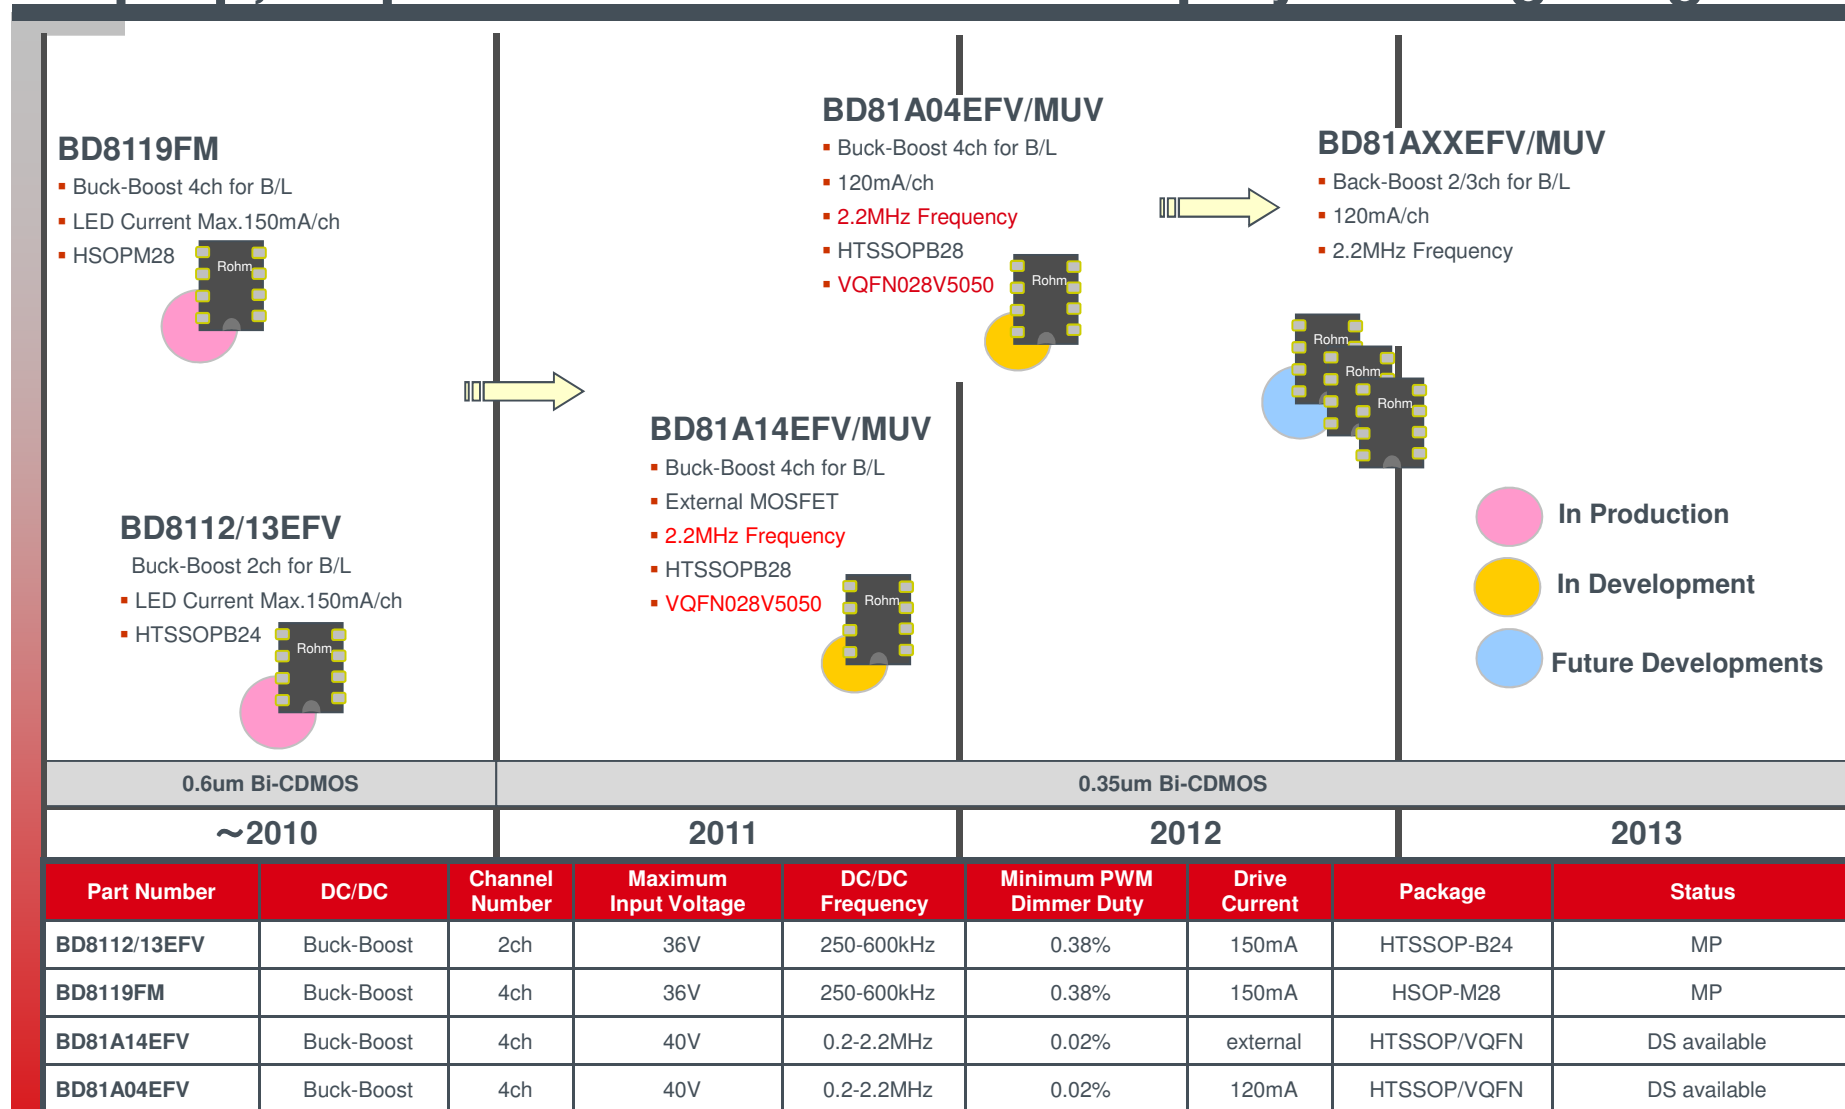 BD8119FM
Buck-Boost 4ch for B/L
LED Current Max.150mA/ch
HSOPM28
Rohm
BD8112/13EFV
Buck-Boost 2ch for B/L
LED Current Max.150mA/ch
HTSSOPB24
Rohm
BD81A04EFV/MUV
Buck-Boost 4ch for B/L
120mA/ch
2.2MHz Frequency
HTSSOPB28
VQFN028V5050
Rohm
BD81A14EFV/MUV
Buck-Boost 4ch for B/L
External MOSFET
2.2MHz Frequency
HTSSOPB28
VQFN028V5050
Rohm
BD81AXXEFV/MUV
Back-Boost 2/3ch for B/L
120mA/ch
2.2MHz Frequency
Rohm
Rohm
Rohm
In Production
In Development
Future Developments
0.6um Bi-CDMOS 0.35um Bi-CDMOS
～2010 2011 2012 2013
Part Number DC/DC Channel Number Maximum Input Voltage DC/DC Frequency Minimum PWM Dimmer Duty Drive Current Package Status
BD8112/13EFV Buck-Boost 2ch 36V 250-600kHz 0.38% 150mA HTSSOP-B24 MP
BD8119FM Buck-Boost 4ch 36V 250-600kHz 0.38% 150mA HSOP-M28 MP
BD81A14EFV Buck-Boost 4ch 40V 0.2-2.2MHz 0.02% external HTSSOP/VQFN DS available
BD81A04EFV Buck-Boost 4ch 40V 0.2-2.2MHz 0.02% 120mA HTSSOP/VQFN DS available